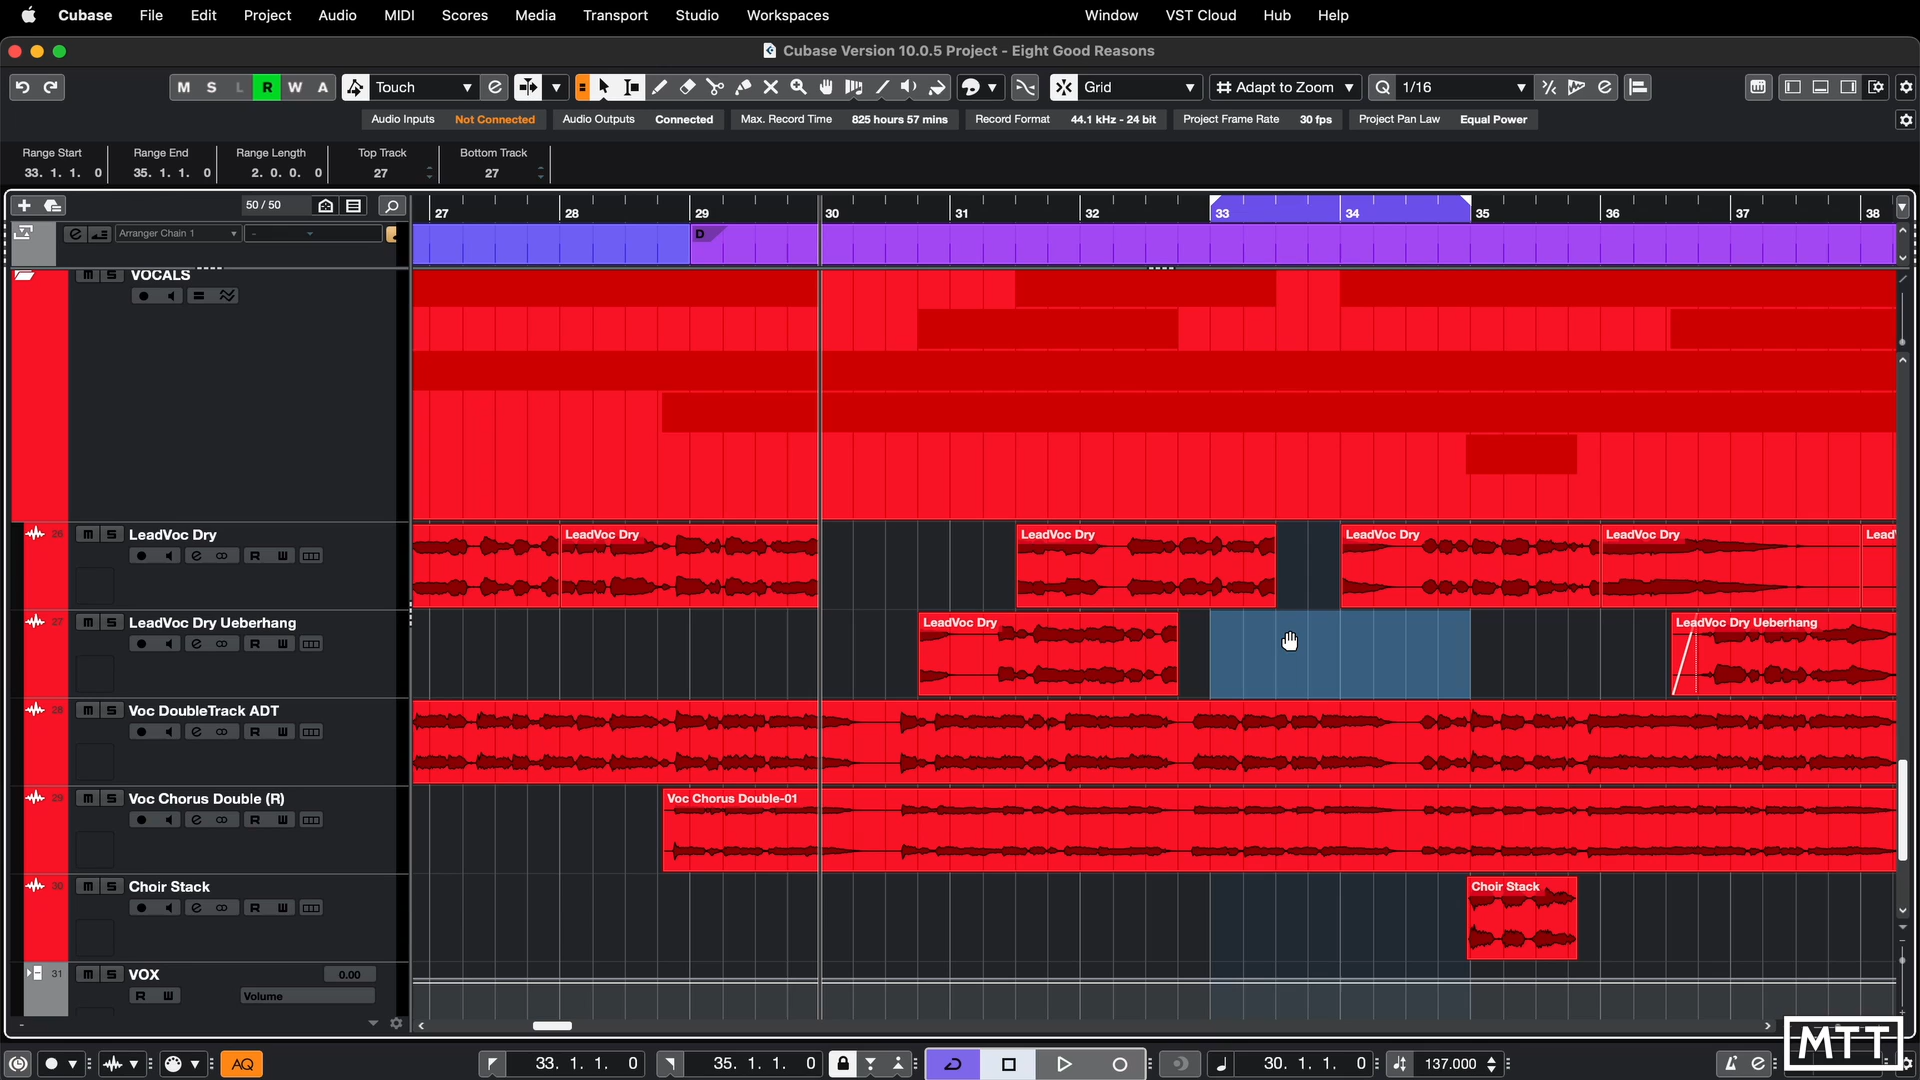 Cubase File Edit Project Audio MIDI Scores Media Transport Studio Workspaces Window VST Cloud Hub Help
Cubase Version 10.0.5 Project - Eight Good Reasons
M S L R W A Touch Grid Adapt to Zoom Q 1/16
Audio Inputs Not Connected Audio Outputs Connected Max. Record Time 825 hours 57 mins Record Format 44.1 kHz - 24 bit Project Frame Rate 30 fps Project Pan Law Equal Power
Range Start Range End Range Length Top Track Bottom Track
33. 1. 1. 0 35. 1. 1. 0 2. 0. 0. 0 27 27
50 / 50 27 28 29 30 31 32 33 34 35 36 37 38
Arranger Chain 1 - D
m S VOCALS
26 m S LeadVoc Dry LeadVoc Dry LeadVoc Dry LeadVoc Dry LeadVoc Dry Lead
e R W
27 m S LeadVoc Dry Ueberhang LeadVoc Dry LeadVoc Dry Ueberhang
e R W
28 m S Voc DoubleTrack ADT
e R W
29 m S Voc Chorus Double (R) Voc Chorus Double-01
e R W
30 m S Choir Stack Choir Stack
e R W
31 m S VOX 0.00
R W Volume
AQ 33. 1. 1. 0 35. 1. 1. 0 30. 1. 1. 0 137.000
MTT